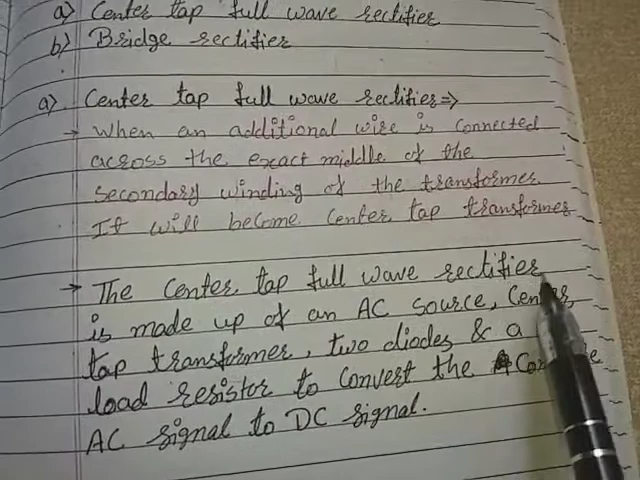 a) Center tap full wave rectifier
b) Bridge rectifier
a) Center tap full wave rectifier ⇒
→ When an additional wire is connected
across the exact middle of the
secondary winding of the transformer
It will become Center tap transformer
→ The Center tap full wave rectifier
is made up of an AC source, Center
tap transformer, two diodes & a
load resistor to convert the
AC signal to DC signal.